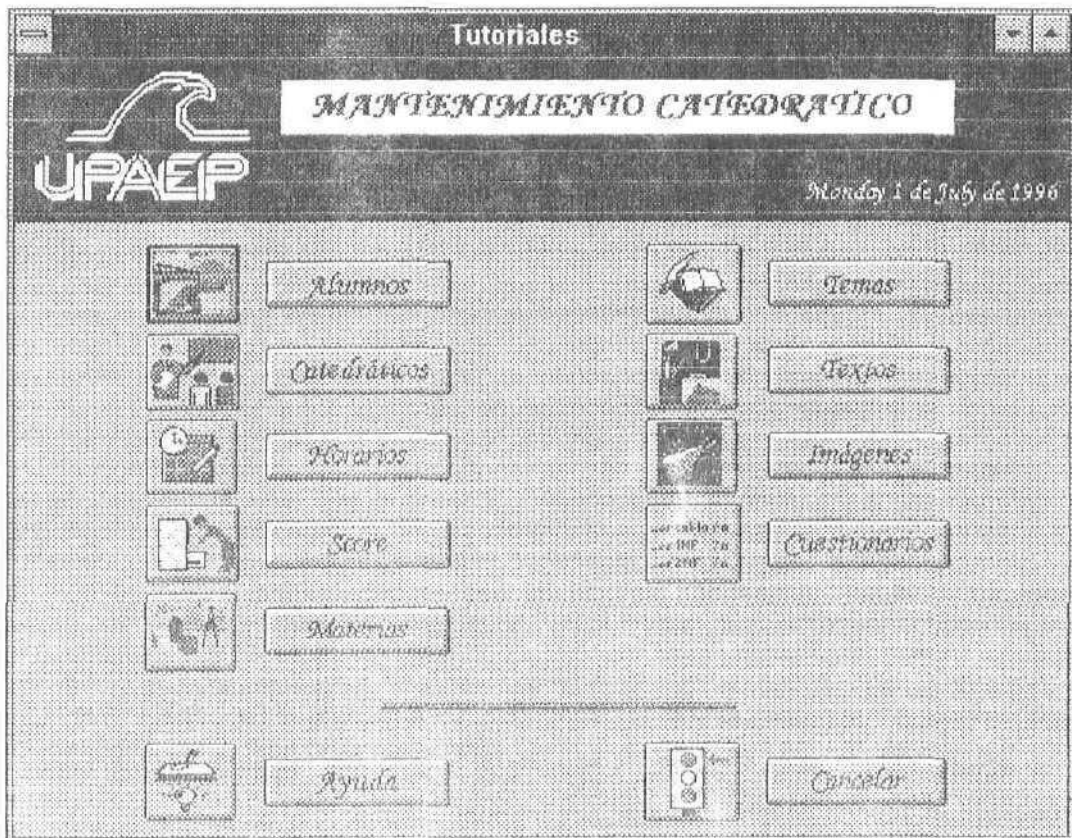 Tutoriales
MANTENIMIENTO CATEDRATICO
UPAEP
Monday 1 de July de 1996
Alumnos
Temas
Catedráticos
Textos
Horarios
Imágenes
Score
Cuestionarios
Materias
Ayuda
Cancelar